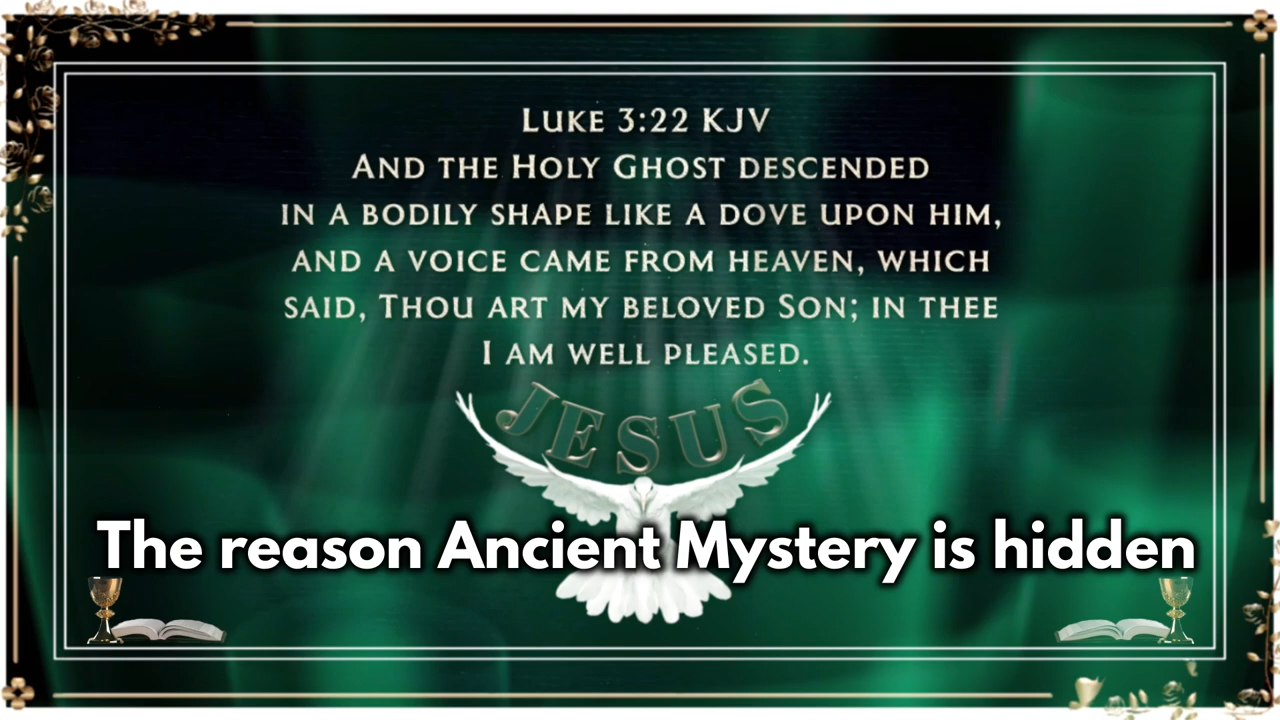 Luke 3:22 KJV
And the Holy Ghost descended
in a bodily shape like a dove upon him,
and a voice came from heaven, which
said, Thou art my beloved Son; in thee
I am well pleased.
JESUS
The reason Ancient Mystery is hidden